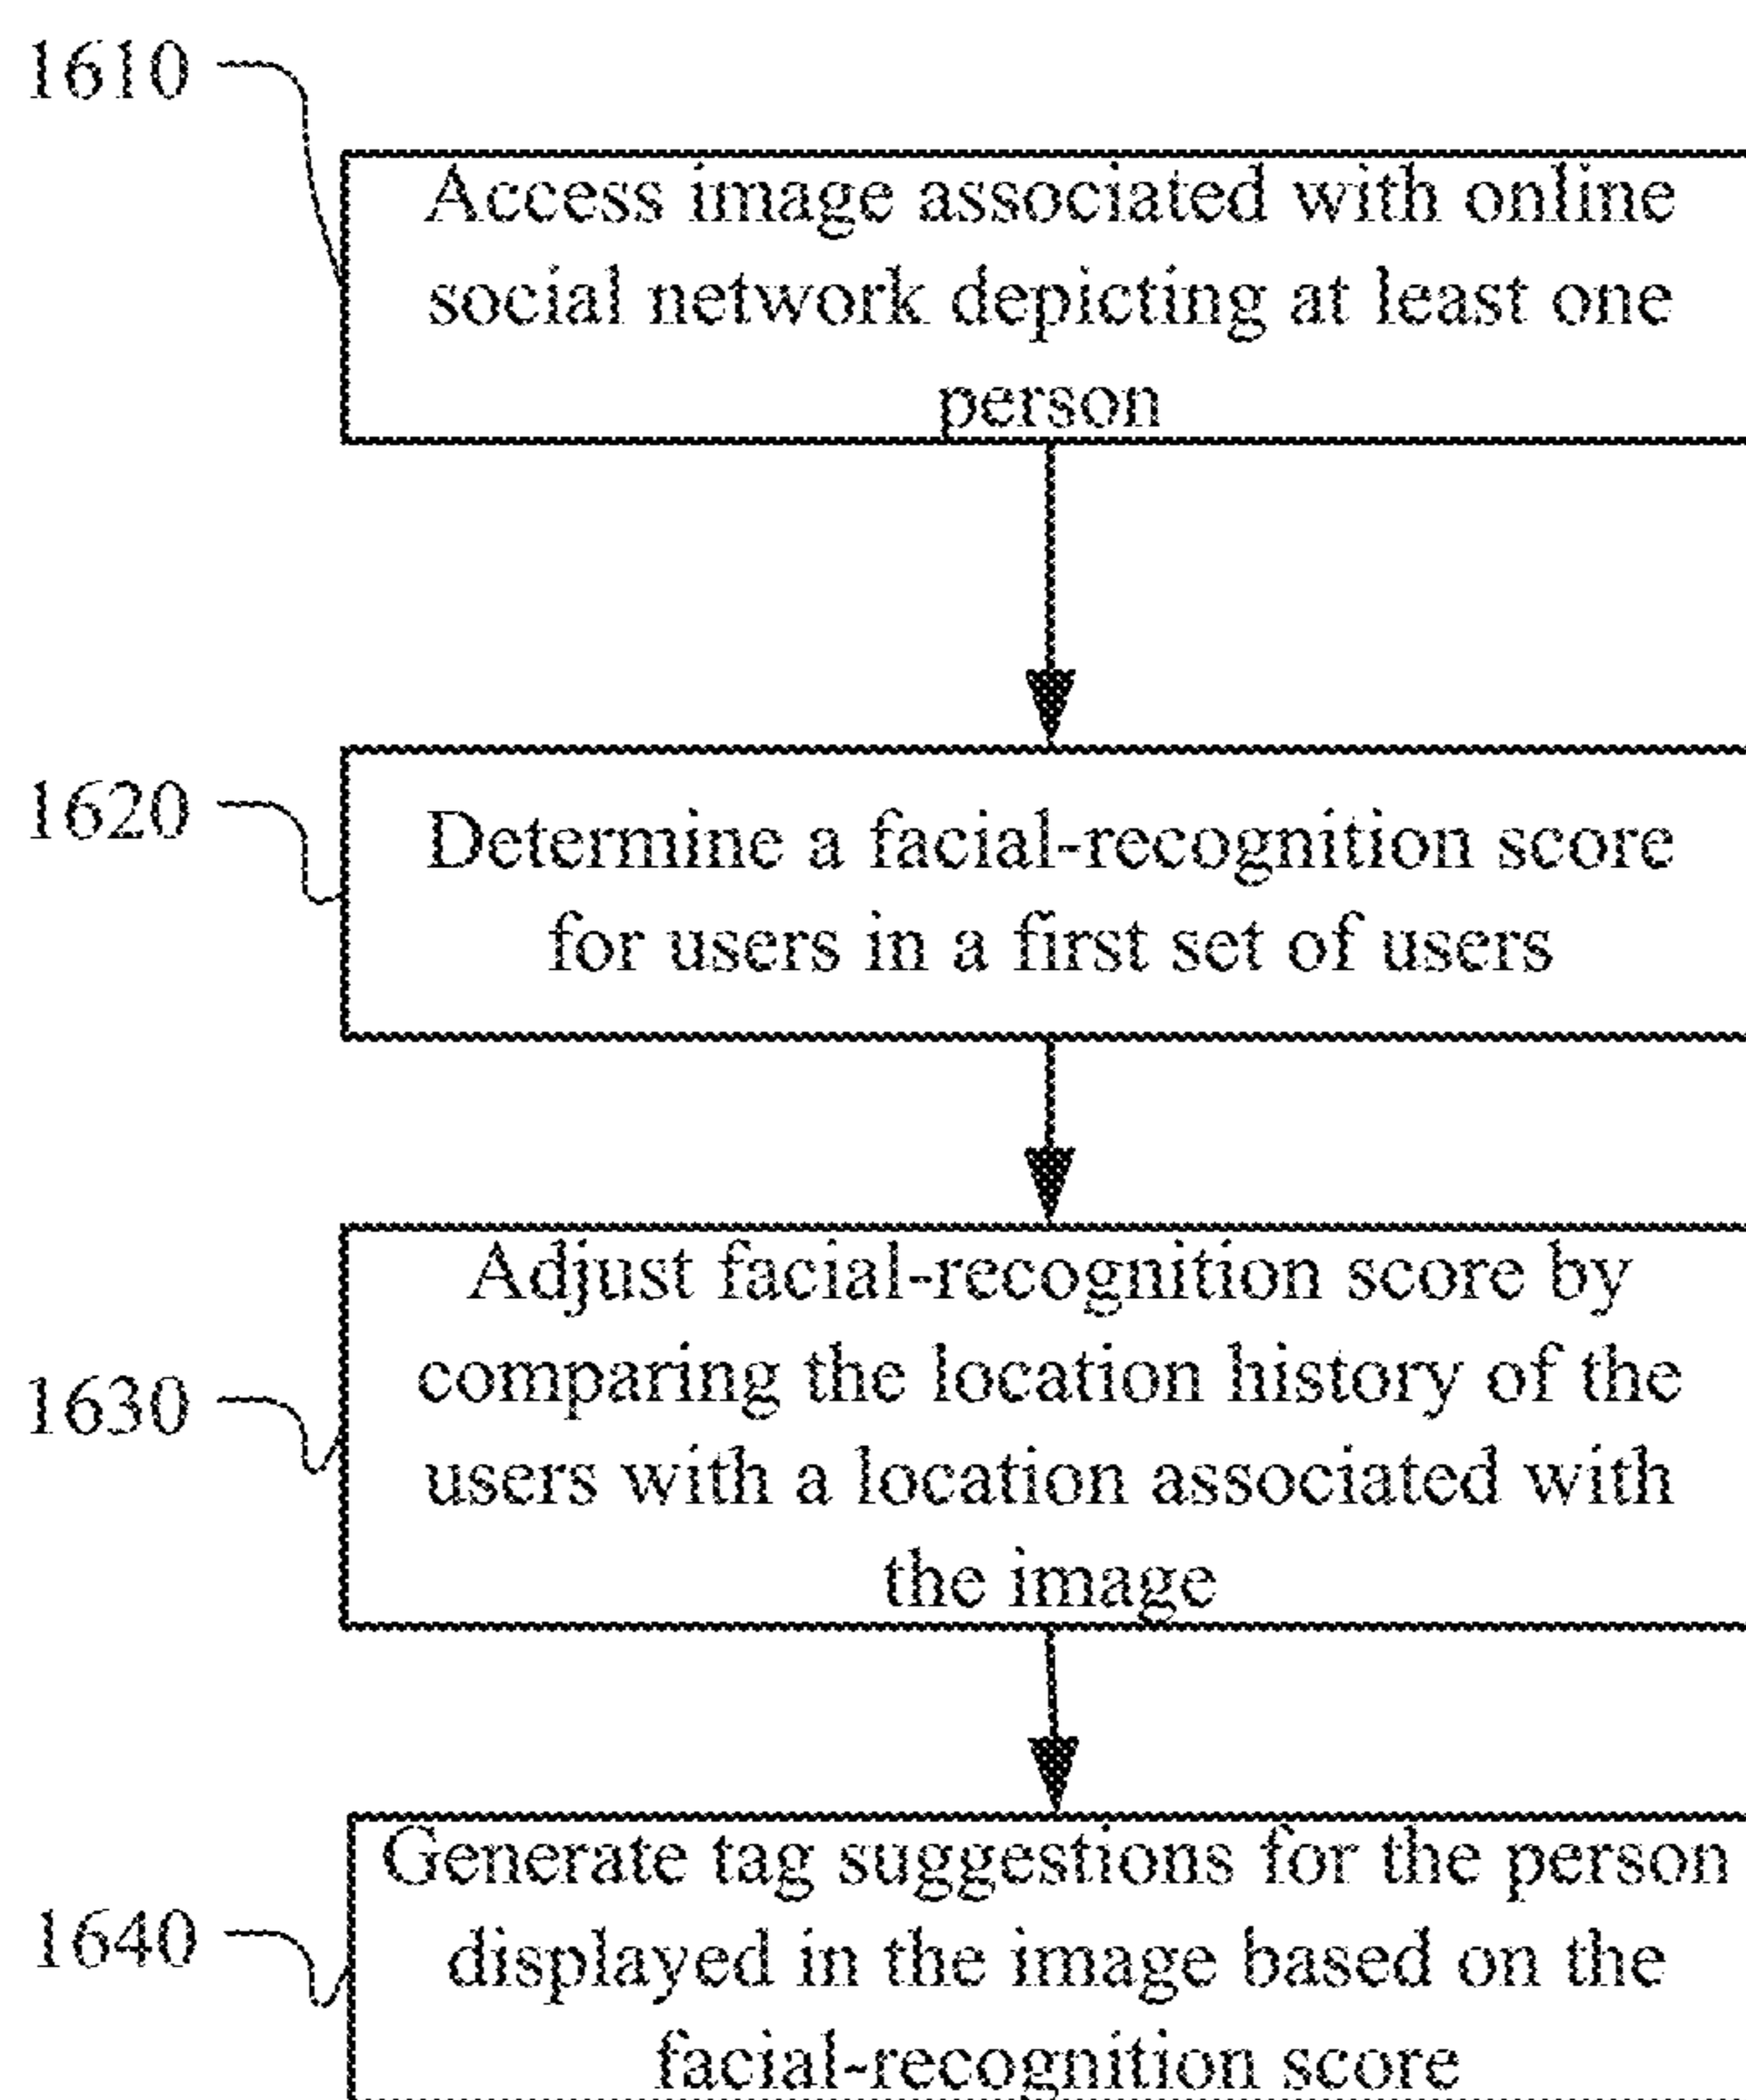 1610
Access image associated with online
social network depicting at least one
person
1620
Determine a facial-recognition score
for users in a first set of users
1630
Adjust facial-recognition score by
comparing the location history of the
users with a location associated with
the image
1640
Generate tag suggestions for the person
displayed in the image based on the
facial-recognition score